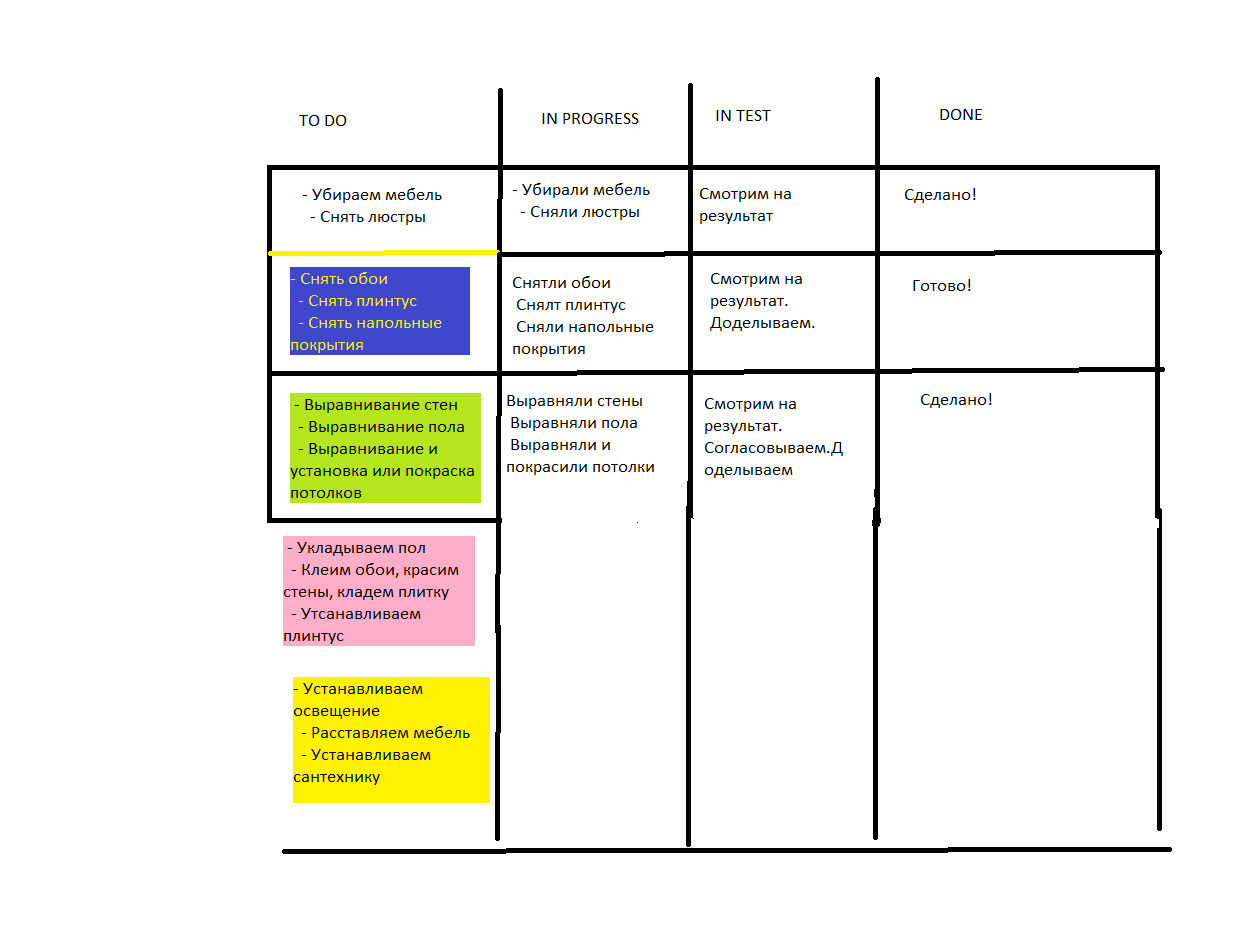 TO DO
IN PROGRESS
IN TEST
DONE
- Убираем мебель
- Снять люстры
- Убирали мебель
- Сняли люстры
Смотрим на
результат
Сделано!
- Снять обои
- Снять плинтус
- Снять напольные
покрытия
Снятли обои
Снялт плинтус
Сняли напольные
покрытия
Смотрим на
результат.
Доделываем.
Готово!
- Выравнивание стен
- Выравнивание пола
- Выравнивание и
установка или покраска
потолков
Выравняли стены
Выравняли пола
Выравняли и
покрасили потолки
Смотрим на
результат.
Согласовываем.Д
оделываем
Сделано!
- Укладываем пол
- Клеим обои, красим
стены, кладем плитку
- Утсанавливаем
плинтус
- Устанавливаем
освещение
- Расставляем мебель
- Устанавливаем
сантехнику